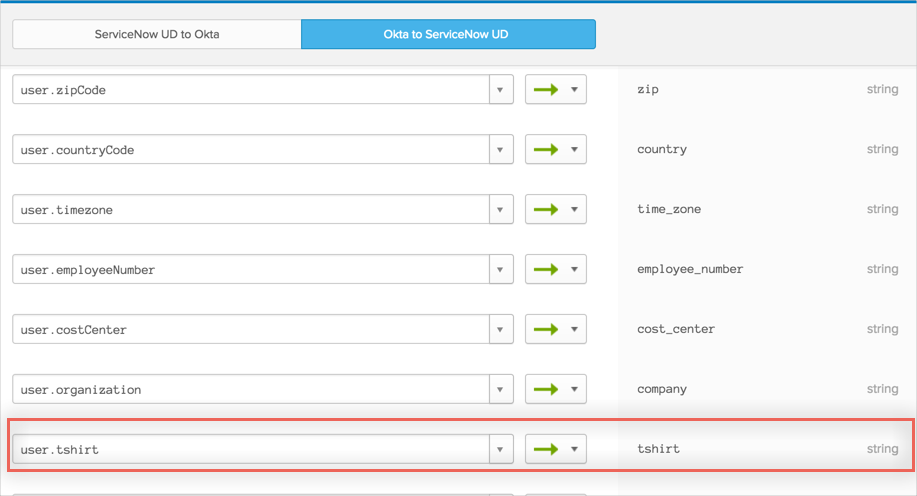 ServiceNow UD to Okta Okta to ServiceNow UD
user.zipCode zip string
user.countryCode country string
user.timezone time_zone string
user.employeeNumber employee_number string
user.costCenter cost_center string
user.organization company string
user.tshirt tshirt string